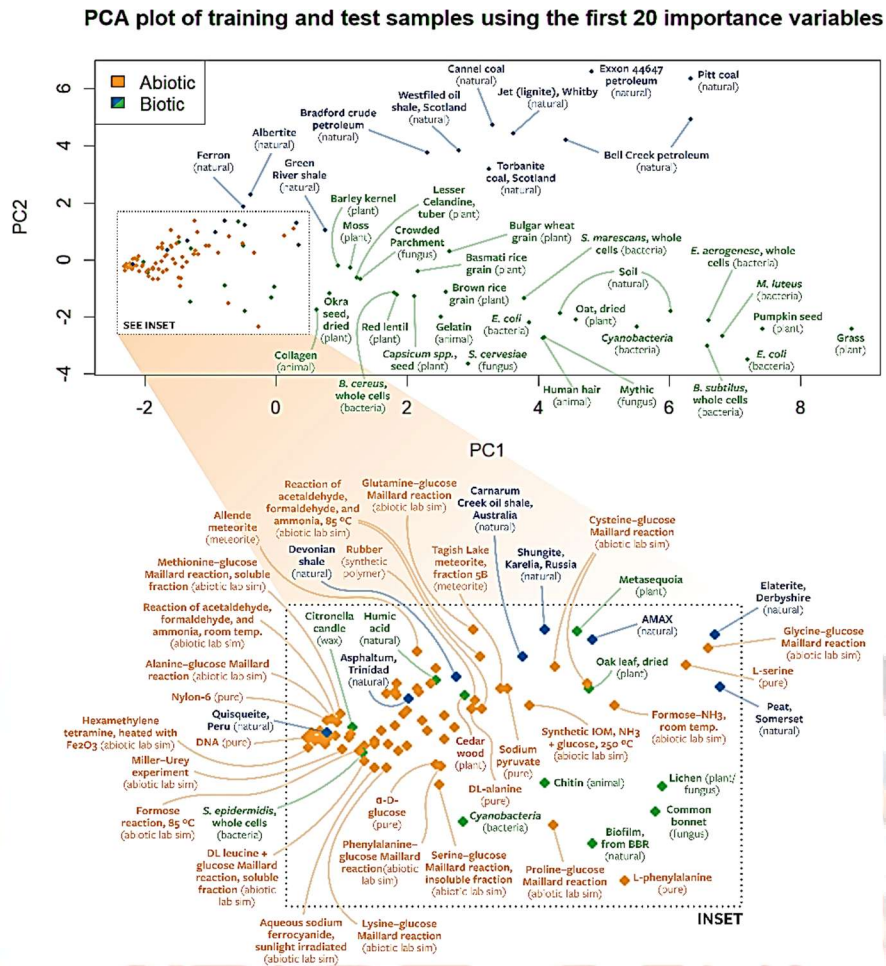 PCA plot of training and test samples using the first 20 importance variables
Abiotic
Biotic
PC2
6
4
2
0
-2
-4
-2
0
2
4
6
8
PC1
Ferron
(natural)
Albertite
(natural)
Green
River shale
(natural)
Bradford crude
petroleum
(natural)
Westfiled oil
shale, Scotland
(natural)
Cannel coal
(natural)
Jet (lignite), Whitby
(natural)
Exxon 44647
petroleum
(natural)
Pitt coal
(natural)
Torbanite
coal, Scotland
(natural)
Bell Creek petroleum
(natural)
Barley kernel
(plant)
Moss
(plant)
Lesser
Celandine,
tuber (plant)
Crowded
Parchment
(fungus)
Bulgar wheat
grain (plant)
Basmati rice
grain (plant)
S. marescans, whole
cells (bacteria)
Soil
(natural)
E. aerogenese, whole
cells (bacteria)
M. luteus
(bacteria)
Pumpkin seed
(plant)
Grass
(plant)
Brown rice
grain (plant)
Okra
seed,
dried
(plant)
Red lentil
(plant)
Gelatin
(animal)
E. coli
(bacteria)
Oat, dried
(plant)
Cyanobacteria
(bacteria)
E. coli
(bacteria)
Collagen
(animal)
Capsicum spp.,
seed (plant)
S. cervesiae
(fungus)
B. cereus,
whole cells
(bacteria)
Human hair
(animal)
Mythic
(fungus)
B. subtilus,
whole cells
(bacteria)
SEE INSET
Reaction of
acetaldehyde,
formaldehyde, and
ammonia, 85 ºC
(abiotic lab sim)
Glutamine–glucose
Maillard reaction
(abiotic lab sim)
Carnarum
Creek oil shale,
Australia
(natural)
Allende
meteorite
(meteorite)
Devonian
shale
(natural)
Rubber
(synthetic
polymer)
Tagish Lake
meteorite,
fraction 5B
(meteorite)
Shungite,
Karelia, Russia
(natural)
Cysteine–glucose
Maillard reaction
(abiotic lab sim)
Methionine–glucose
Maillard reaction, soluble
fraction (abiotic lab sim)
Metasequoia
(plant)
Elaterite,
Derbyshire
(natural)
Reaction of acetaldehyde,
formaldehyde, and
ammonia, room temp.
(abiotic lab sim)
Citronella
candle
(wax)
Humic
acid
(natural)
AMAX
(natural)
Glycine–glucose
Maillard reaction
(abiotic lab sim)
Alanine–glucose Maillard
reaction (abiotic lab sim)
Asphaltum,
Trinidad
(natural)
Oak leaf, dried
(plant)
L-serine
(pure)
Nylon-6 (pure)
Quisqueite,
Peru (natural)
Peat,
Somerset
(natural)
Hexamethylene
tetramine, heated with
Fe2O3 (abiotic lab sim)
DNA (pure)
Formose–NH3,
room temp.
(abiotic lab sim)
Synthetic IOM, NH3
+ glucose, 250 ºC
(abiotic lab sim)
Miller–Urey
experiment
(abiotic lab sim)
Cedar
wood
(plant)
Sodium
pyruvate
(pure)
DL-alanine
(pure)
Chitin (animal)
Lichen (plant/
fungus)
Formose
reaction, 85 ºC
(abiotic lab sim)
S. epidermidis,
whole cells
(bacteria)
α-D-
glucose
(pure)
Cyanobacteria
(bacteria)
Common
bonnet
(fungus)
Biofilm,
from BBR
(natural)
DL leucine +
glucose Maillard
reaction, soluble
fraction (abiotic
lab sim)
Phenylalanine–
glucose Maillard
reaction(abiotic
lab sim)
Serine–glucose
Maillard reaction,
insoluble fraction
(abiotic lab sim)
Proline–glucose
Maillard reaction
(abiotic lab sim)
L-phenylalanine
(pure)
Aqueous sodium
ferrocyanide,
sunlight irradiated
(abiotic lab sim)
Lysine–glucose
Maillard reaction
(abiotic lab sim)
INSET